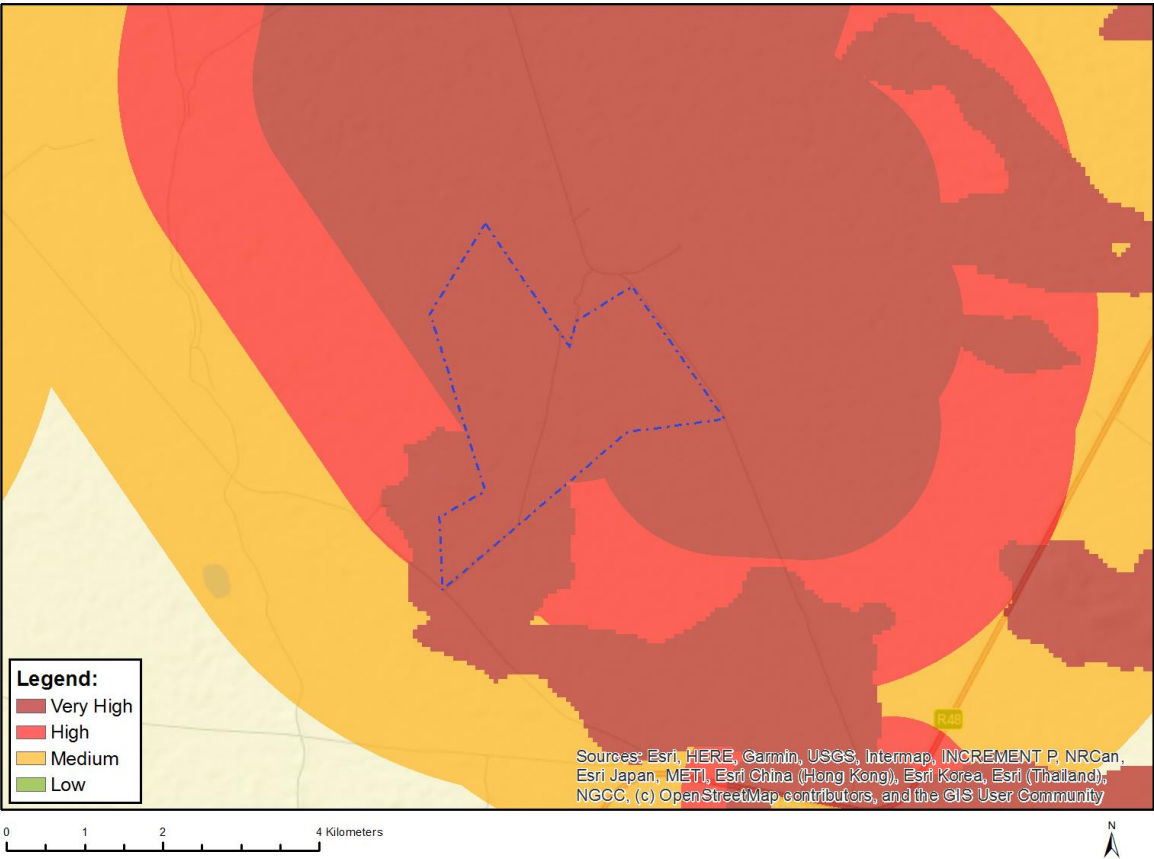 Legend:
Very High
High
Medium
Low
R48
Sources: Esri, HERE, Garmin, USGS, Intermap, INCREMENT P, NRCan,
Esri Japan, METI, Esri China (Hong Kong), Esri Korea, Esri (Thailand),
NGCC, (c) OpenStreetMap contributors, and the GIS User Community
0 1 2 4 Kilometers
N